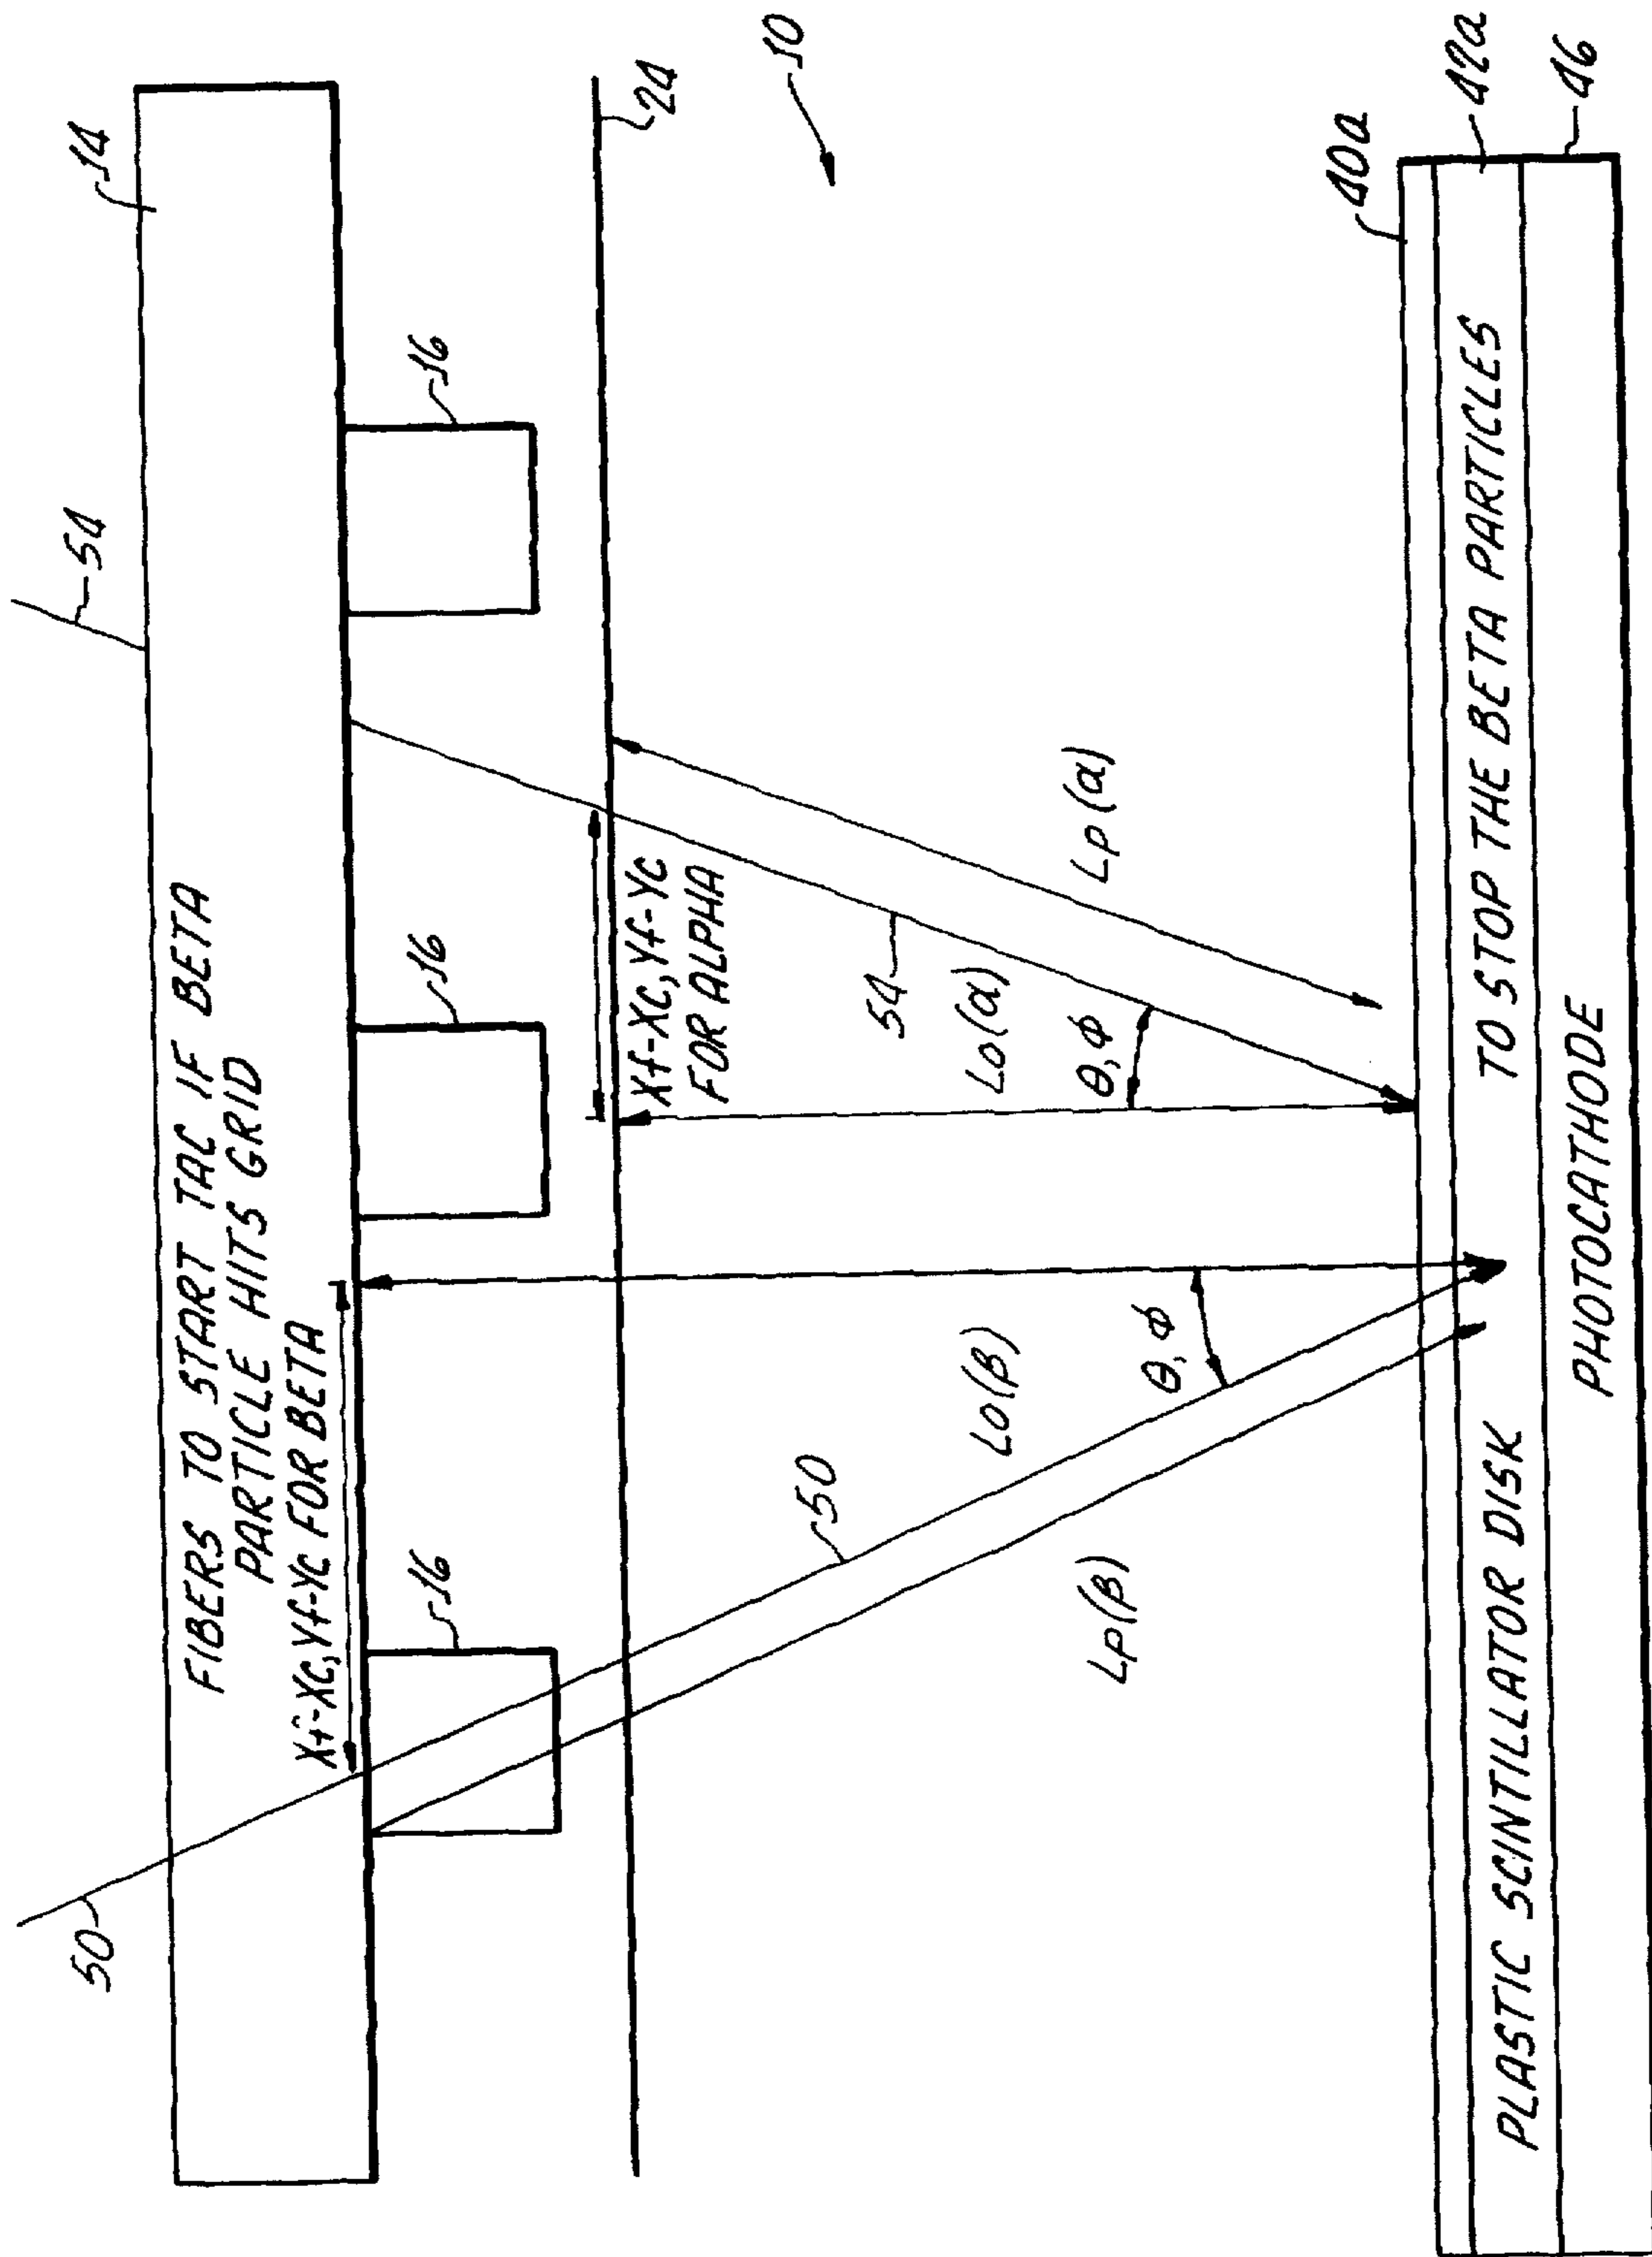 54
14
50
FIBERS TO START TAC IF BETA
PARTICLE HITS GRID
Xf-XC, Yf-YC FOR BETA
16
16
16
24
Xf-XC, Yf-YC
FOR ALPHA
10
50
LO(β)
LP(β)
θ, Φ
LO(α)
54
LP(α)
θ, Φ
40a
PLASTIC SCINTILLATOR DISK TO STOP THE BETA PARTICLES
42a
PHOTOCATHODE
46